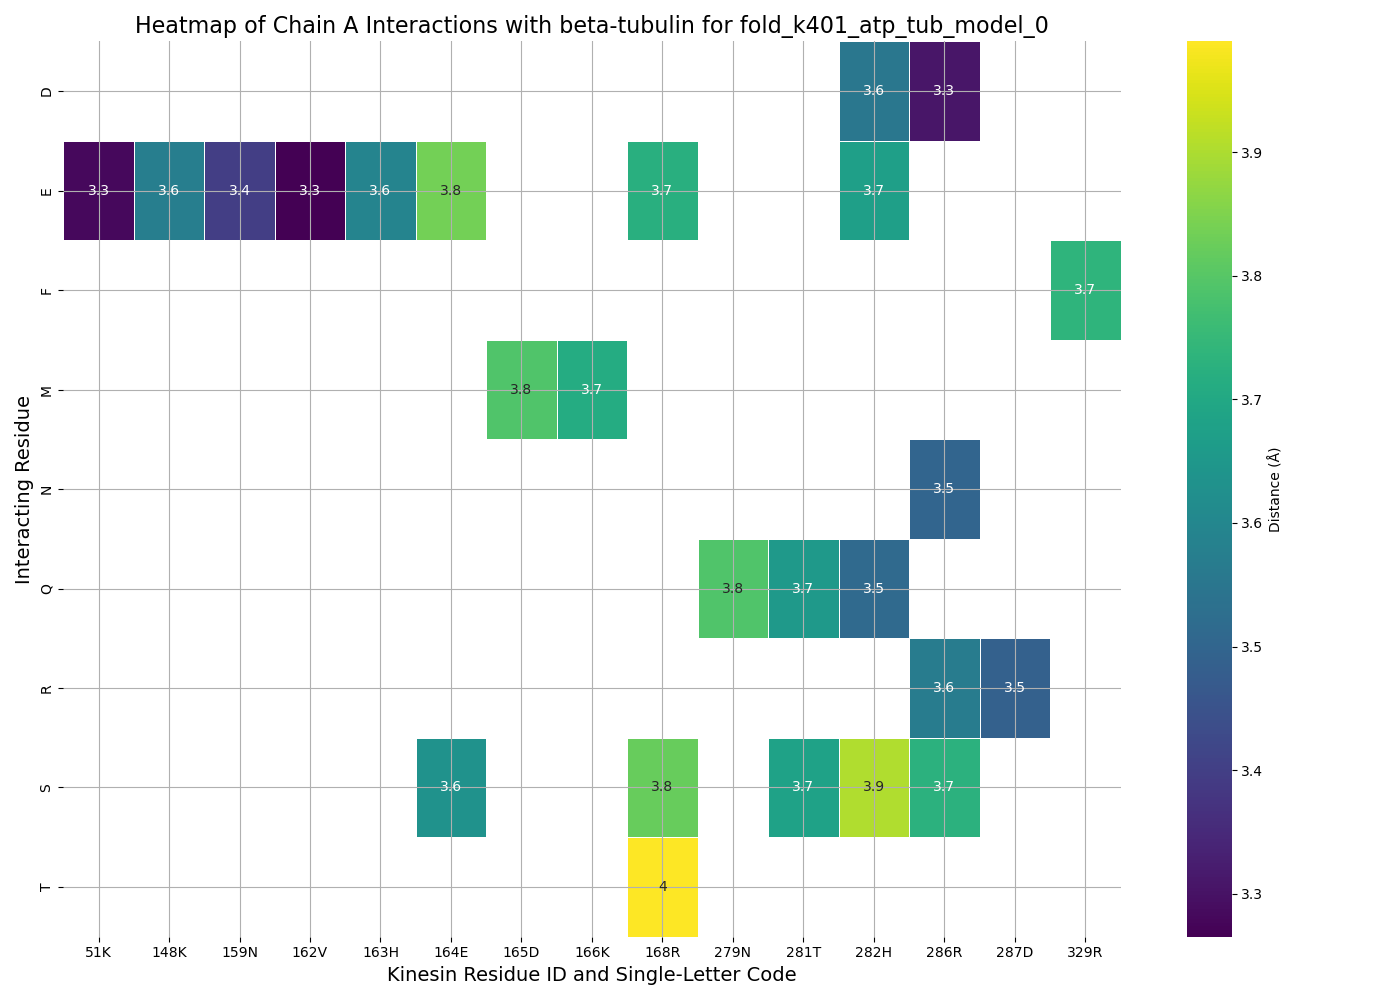 Heatmap of Chain A Interactions with beta-tubulin for fold_k401_atp_tub_model_0
D 3.6 3.3
E 3.3 3.6 3.4 3.3 3.6 3.8 3.7 3.7
F 3.7
M 3.8 3.7
N 3.5
Q 3.8 3.7 3.5
R 3.6 3.5
S 3.6 3.8 3.7 3.9 3.7
T 4
51K 148K 159N 162V 163H 164E 165D 166K 168R 279N 281T 282H 286R 287D 329R
Kinesin Residue ID and Single-Letter Code
Interacting Residue
3.9
3.8
3.7
3.6
3.5
3.4
3.3
Distance (Å)